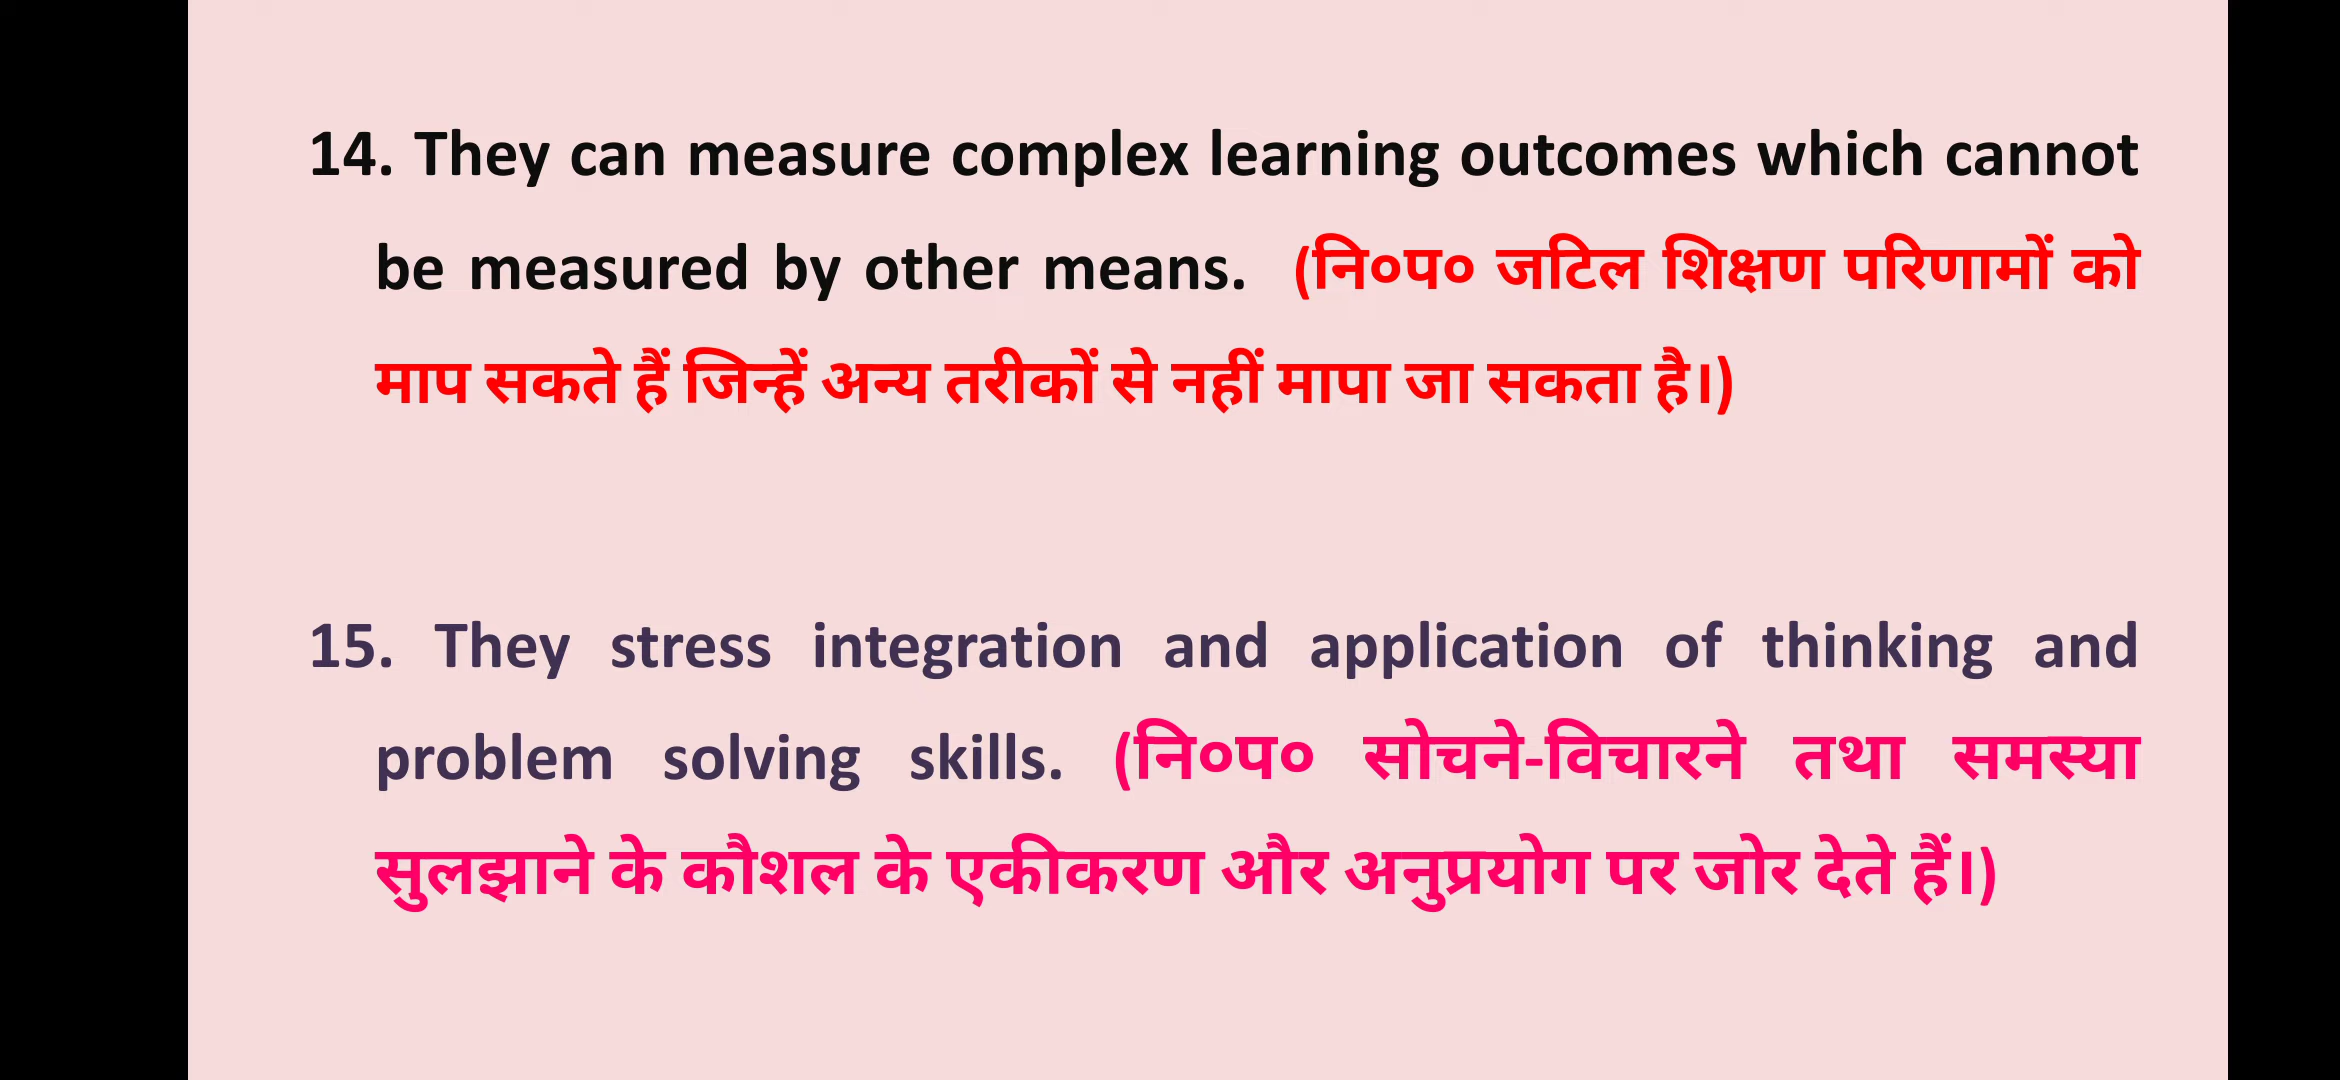 14. They can measure complex learning outcomes which cannot
be measured by other means. (नि०प० जटिल शिक्षण परिणामों को
माप सकते हैं जिन्हें अन्य तरीकों से नहीं मापा जा सकता है।)
15. They stress integration and application of thinking and
problem solving skills. (नि०प० सोचने-विचारने तथा समस्या
सुलझाने के कौशल के एकीकरण और अनुप्रयोग पर जोर देते हैं।)